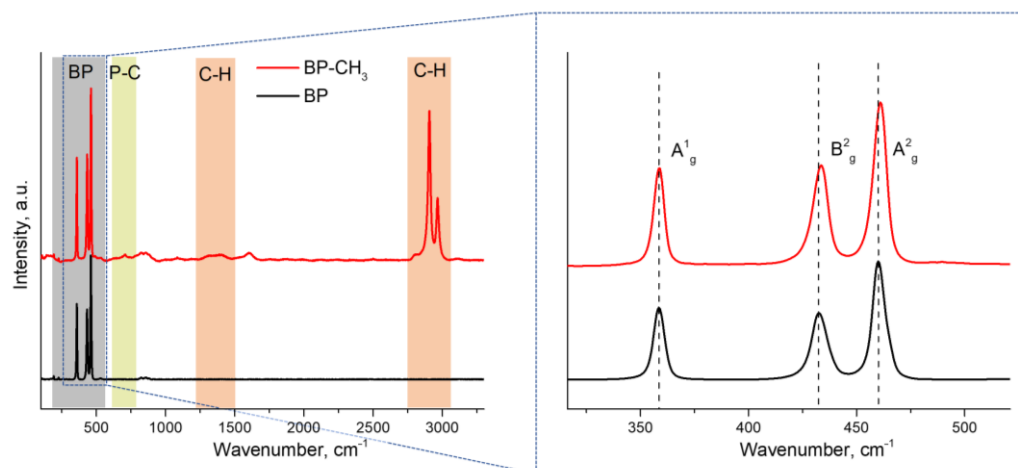 BP
P-C
C-H
C-H
BP-CH₃
BP
Intensity, a.u.
500
1000
1500
2000
2500
3000
Wavenumber, cm⁻¹
A¹g
B²g
A²g
350
400
450
500
Wavenumber, cm⁻¹